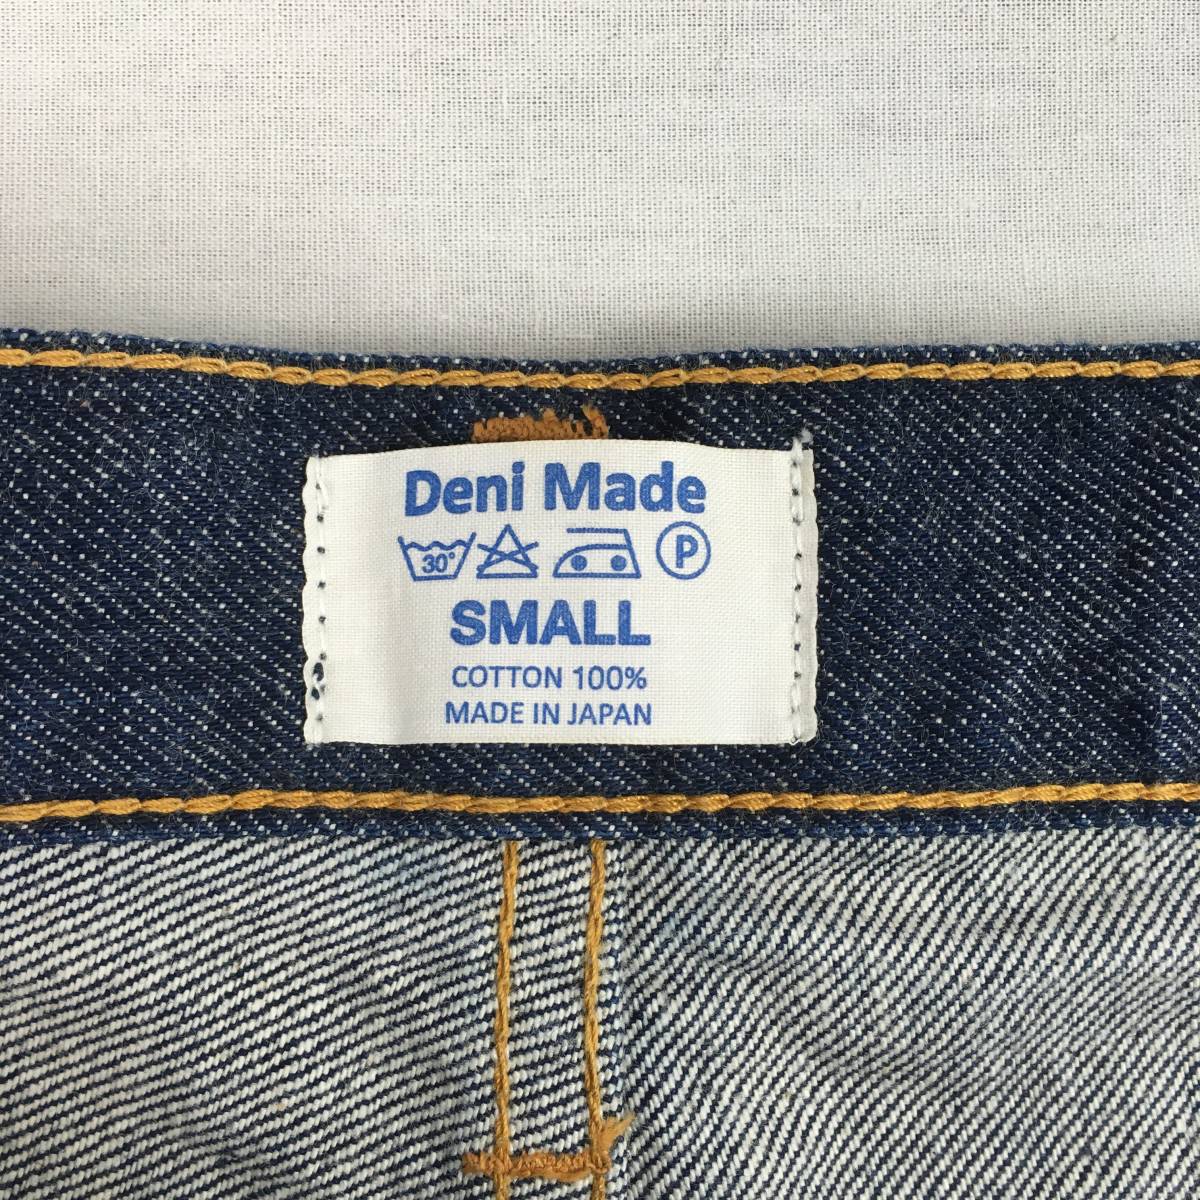 Deni Made
30° P
SMALL
COTTON 100%
MADE IN JAPAN